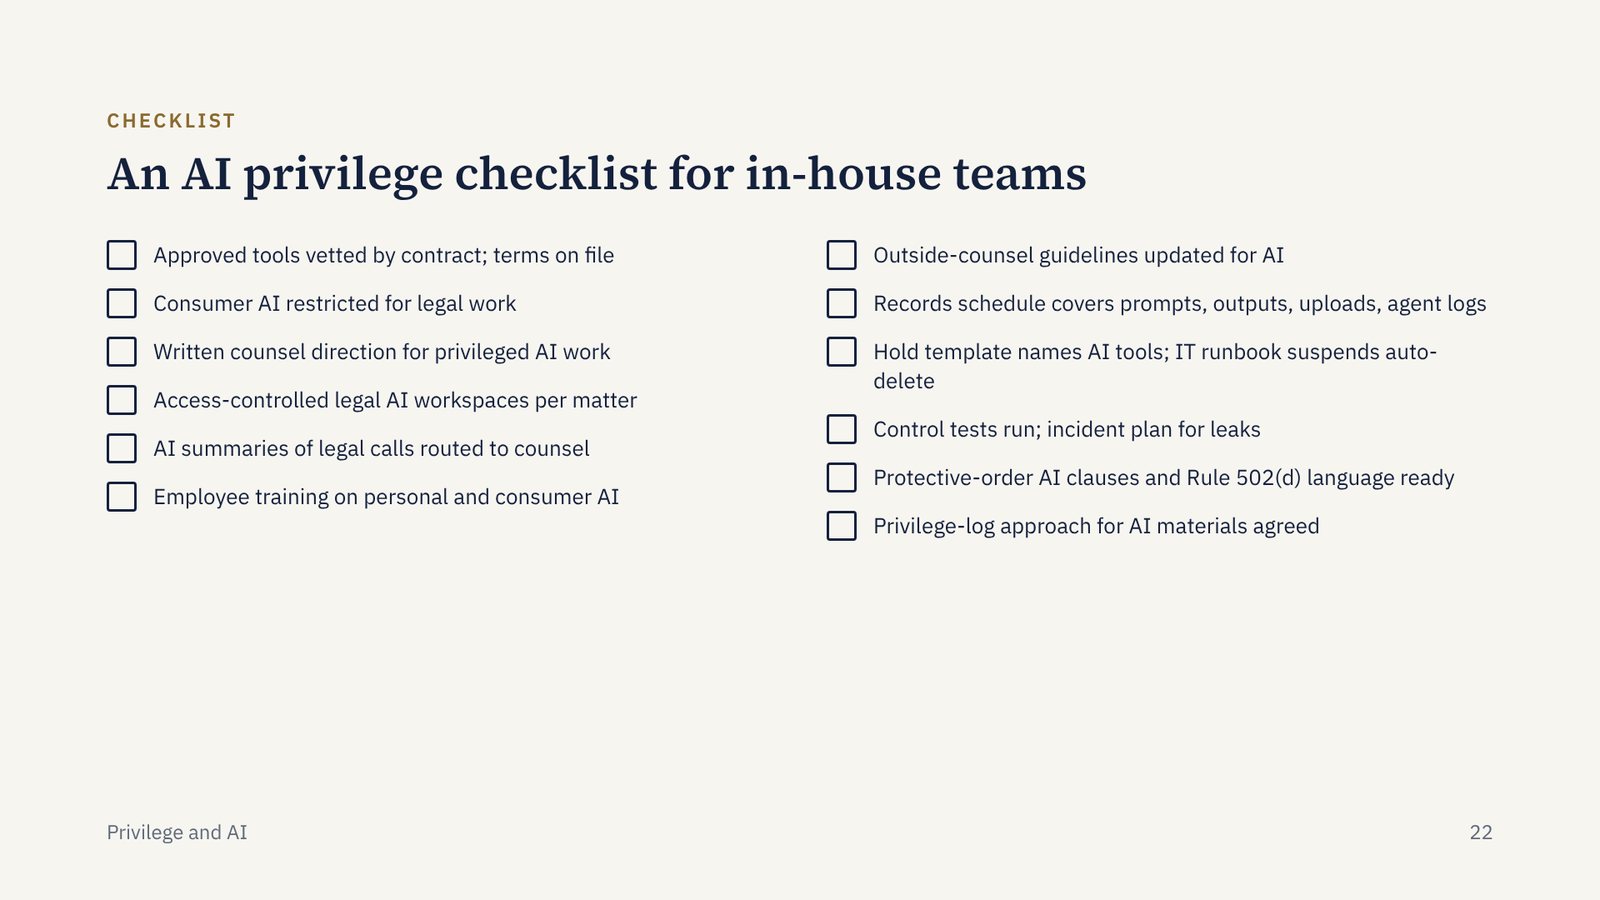 CHECKLIST
An AI privilege checklist for in-house teams
Approved tools vetted by contract; terms on file
Consumer AI restricted for legal work
Written counsel direction for privileged AI work
Access-controlled legal AI workspaces per matter
AI summaries of legal calls routed to counsel
Employee training on personal and consumer AI
Outside-counsel guidelines updated for AI
Records schedule covers prompts, outputs, uploads, agent logs
Hold template names AI tools; IT runbook suspends auto-
delete
Control tests run; incident plan for leaks
Protective-order AI clauses and Rule 502(d) language ready
Privilege-log approach for AI materials agreed
Privilege and AI
22